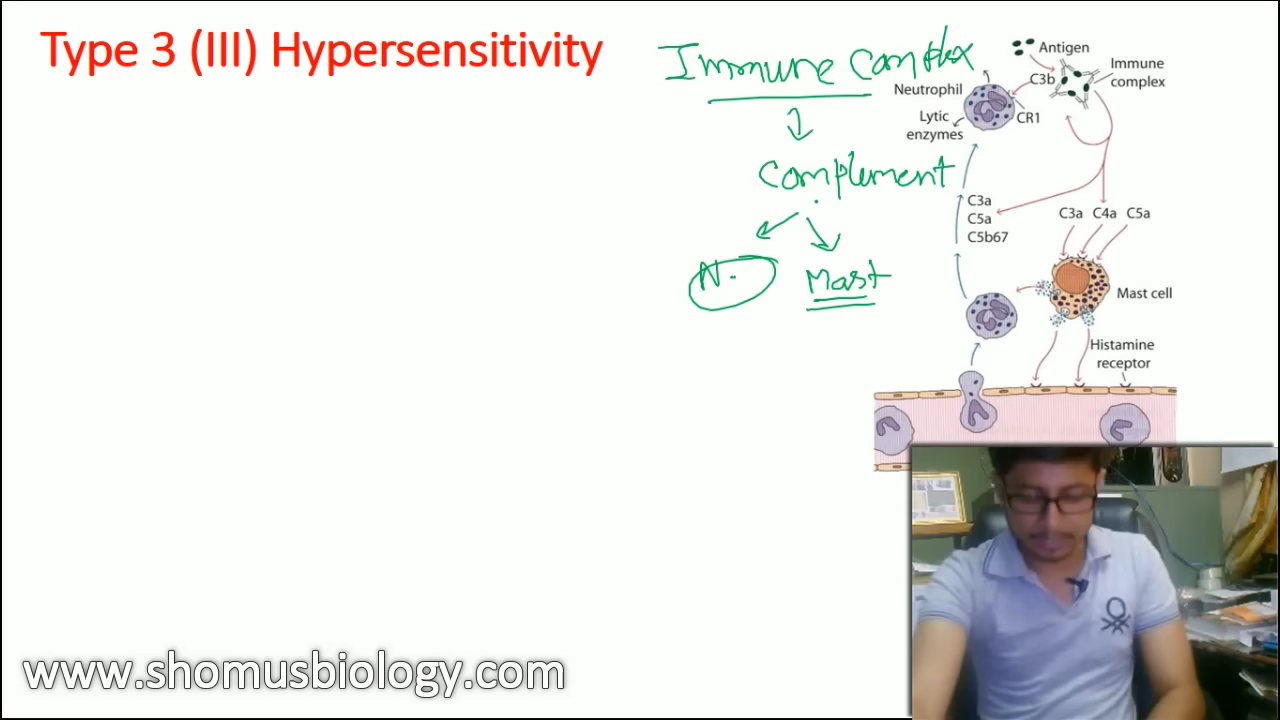 Type 3 (III) Hypersensitivity
Immune Complex
Complement
N.
Mast
Antigen
Immune
complex
C3b
Neutrophil
CR1
Lytic
enzymes
C3a
C5a
C5b67
C3a C4a C5a
Mast cell
Histamine
receptor
www.shomusbiology.com